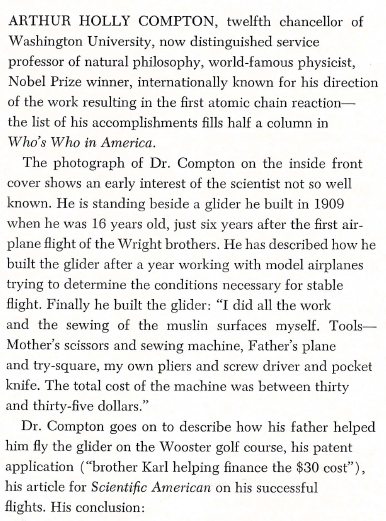 ARTHUR HOLLY COMPTON, twelfth chancellor of
Washington University, now distinguished service
professor of natural philosophy, world-famous physicist,
Nobel Prize winner, internationally known for his direction
of the work resulting in the first atomic chain reaction—
the list of his accomplishments fills half a column in
Who's Who in America.
The photograph of Dr. Compton on the inside front
cover shows an early interest of the scientist not so well
known. He is standing beside a glider he built in 1909
when he was 16 years old, just six years after the first air-
plane flight of the Wright brothers. He has described how he
built the glider after a year working with model airplanes
trying to determine the conditions necessary for stable
flight. Finally he built the glider: “I did all the work
and the sewing of the muslin surfaces myself. Tools—
Mother's scissors and sewing machine, Father's plane
and try-square, my own pliers and screw driver and pocket
knife. The total cost of the machine was between thirty
and thirty-five dollars.”
Dr. Compton goes on to describe how his father helped
him fly the glider on the Wooster golf course, his patent
application (“brother Karl helping finance the $30 cost”),
his article for Scientific American on his successful
flights. His conclusion: